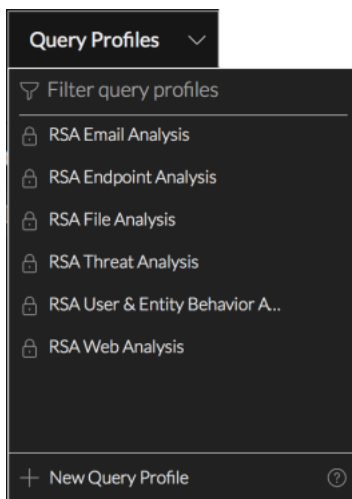 Query Profiles
Filter query profiles
RSA Email Analysis
RSA Endpoint Analysis
RSA File Analysis
RSA Threat Analysis
RSA User & Entity Behavior A...
RSA Web Analysis
New Query Profile